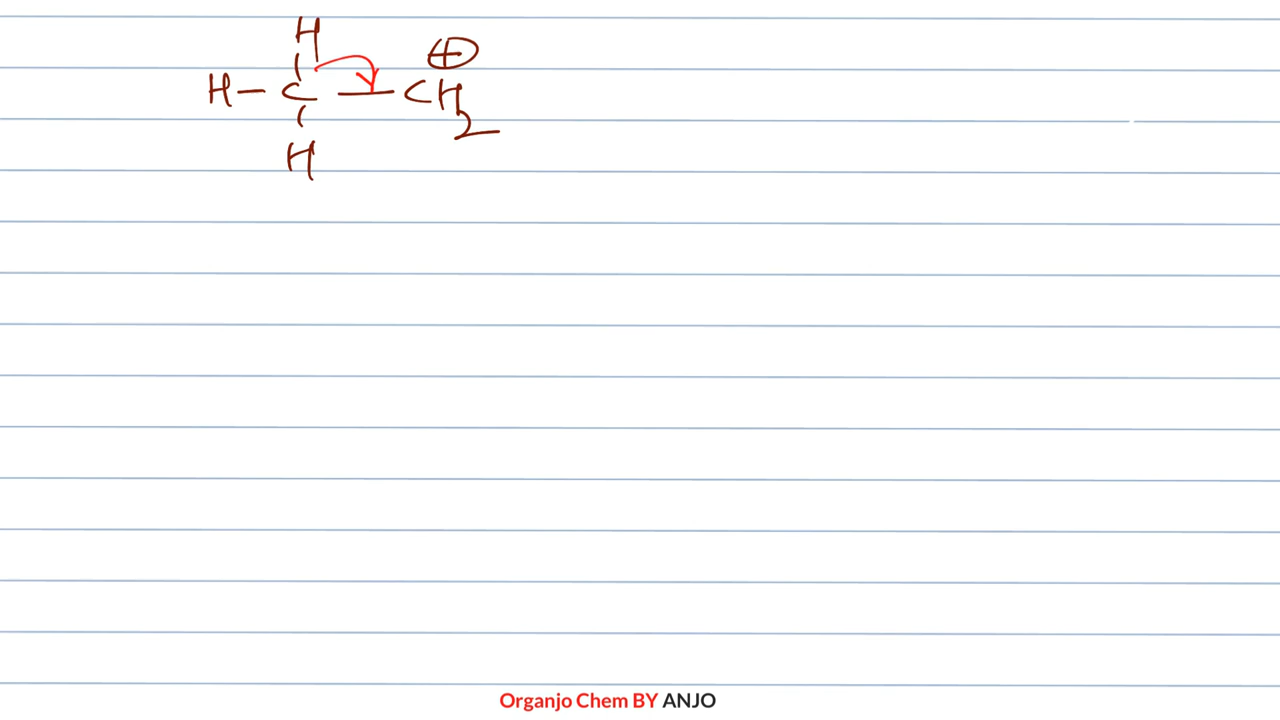 H
⊕
H — C — CH2
H
Organjo Chem BY ANJO